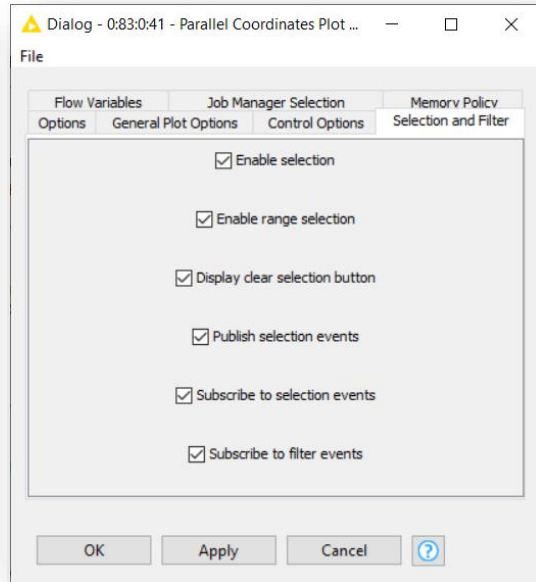 Dialog - 0:83:0:41 - Parallel Coordinates Plot ...
File
Flow Variables Job Manager Selection Memory Policy
Options General Plot Options Control Options Selection and Filter
Enable selection
Enable range selection
Display clear selection button
Publish selection events
Subscribe to selection events
Subscribe to filter events
OK Apply Cancel ?